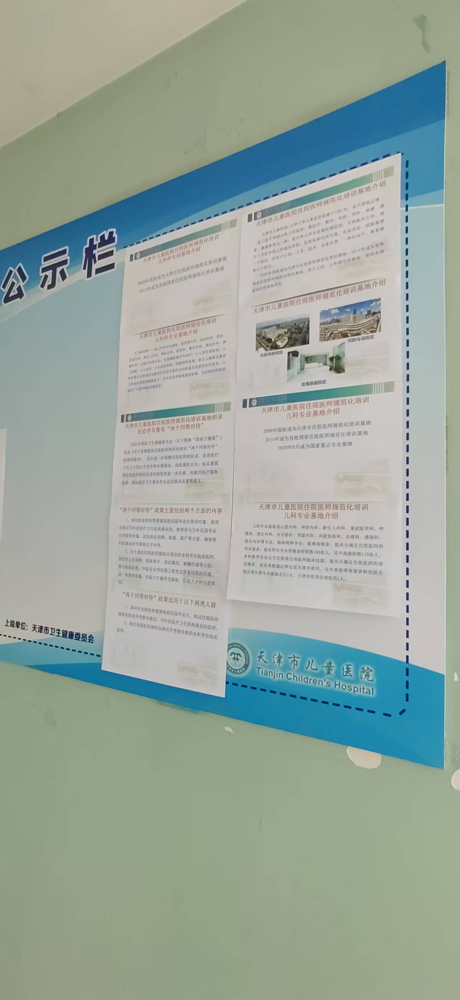 公示栏
天津市儿童医院住院医师规范化培训
儿外科专业基地介绍
2009年我院成为天津市住院医师规范化培训基地
2014年成为首批国家住院医师规范化培训基地
天津市儿童医院住院医师规范化培训
儿外科专业基地介绍
天津市儿童医院住院医师规范化培训基地招录
社会学员落实“两个同等对待”
2021年国家卫生健康委员会（以下简称“国家卫健委”）
发布《关于贯彻落实住院医师规范化培训“两个同等对待”
政策的通知》，旨在进一步保障住院医师的权益，促进医疗
卫生人才的公平竞争和合理流动。该政策的出台，标志着我
国住院医师规范化培训制度的进一步完善，对提升医疗服务
质量、推动医疗卫生事业的长远发展具有重要意义。
“两个同等对待”政策主要包括两个方面的内容
1、面向社会招收的普通高校应届毕业生培训对象，培训
合格后当年在医疗卫生机构就业的，将享有与当年应届毕业
生同等的待遇。这包括在招聘、派遣、落户等方面，确保他
们在就业环节得到公平对待。
2、对于通过住院医师规范化培训的本科学历临床医师，
他们在人员招聘、职称晋升、岗位聘用、薪酬待遇等方面，
将与临床医学、中医专业学位硕士研究生享受同等的待遇。
这一政策的实施，有助于打破学历限制，促进人才的合理流
动。
“两个同等对待”政策适用于以下两类人群
1、面向社会招收的普通高校应届毕业生，经过住院医师
规范化培训并考核合格后，当年在医疗卫生机构就业的医师。
2、经过住院医师规范化培训并考核合格的本科学历临床
医师。
天津市儿童医院住院医师规范化培训基地介绍
天津市儿童医院/天津大学儿童医院始建于1891年，是天津地区唯一
一家三级甲等综合性儿科医院，集医疗、教学、科研、预防、保健、康
复、健康管理为一体，是天津大学非直属附属医院、天津医科大学、南
开大学医学院儿科临床学院。医院包括河西马场、北辰龙岩、滨海展望
三个院区，床位1721张，人员、技术、设备共享，一体化运行，服务辐
2009年我院成为天津市住院医师规范化培训基地，2014年成为首批
国家住院医师规范化培训基地，设立儿科、儿外科专业基地；面向全国
招录住培基地学员。
天津市儿童医院住院医师规范化培训基地介绍
北辰龙岩院区
河西马场院区
滨海展望院区
天津市儿童医院住院医师规范化培训
儿科专业基地介绍
2009年我院成为天津市住院医师规范化培训基地
2014年成为首批国家住院医师规范化培训基地
2020年9月成为国家重点专业基地
天津市儿童医院住院医师规范化培训
儿科专业基地介绍
儿科专业基地设心脏内科、神经内科、新生儿内科、重症医学科、呼
吸科、消化内科、内分泌科、肾脏内科、风湿免疫科、血液科、感染科、
综合内科等专业。临床病种齐全，疑难病例多，能充分满足住院医师的
培训需求。现有符合专业带教老师资格160余人，其中高级职称110余人，
多种教学活动全方位提高住培医师临床技能，能充分满足住院医师的培
训需求。结业考核通过率位居天津市前列。近年来获得荣誉表彰包括全
国优秀住培专业基地主任1人，天津市优秀住培医师1人。
上级单位：天津市卫生健康委员会
天津市儿童医院
Tianjin Children's Hospital